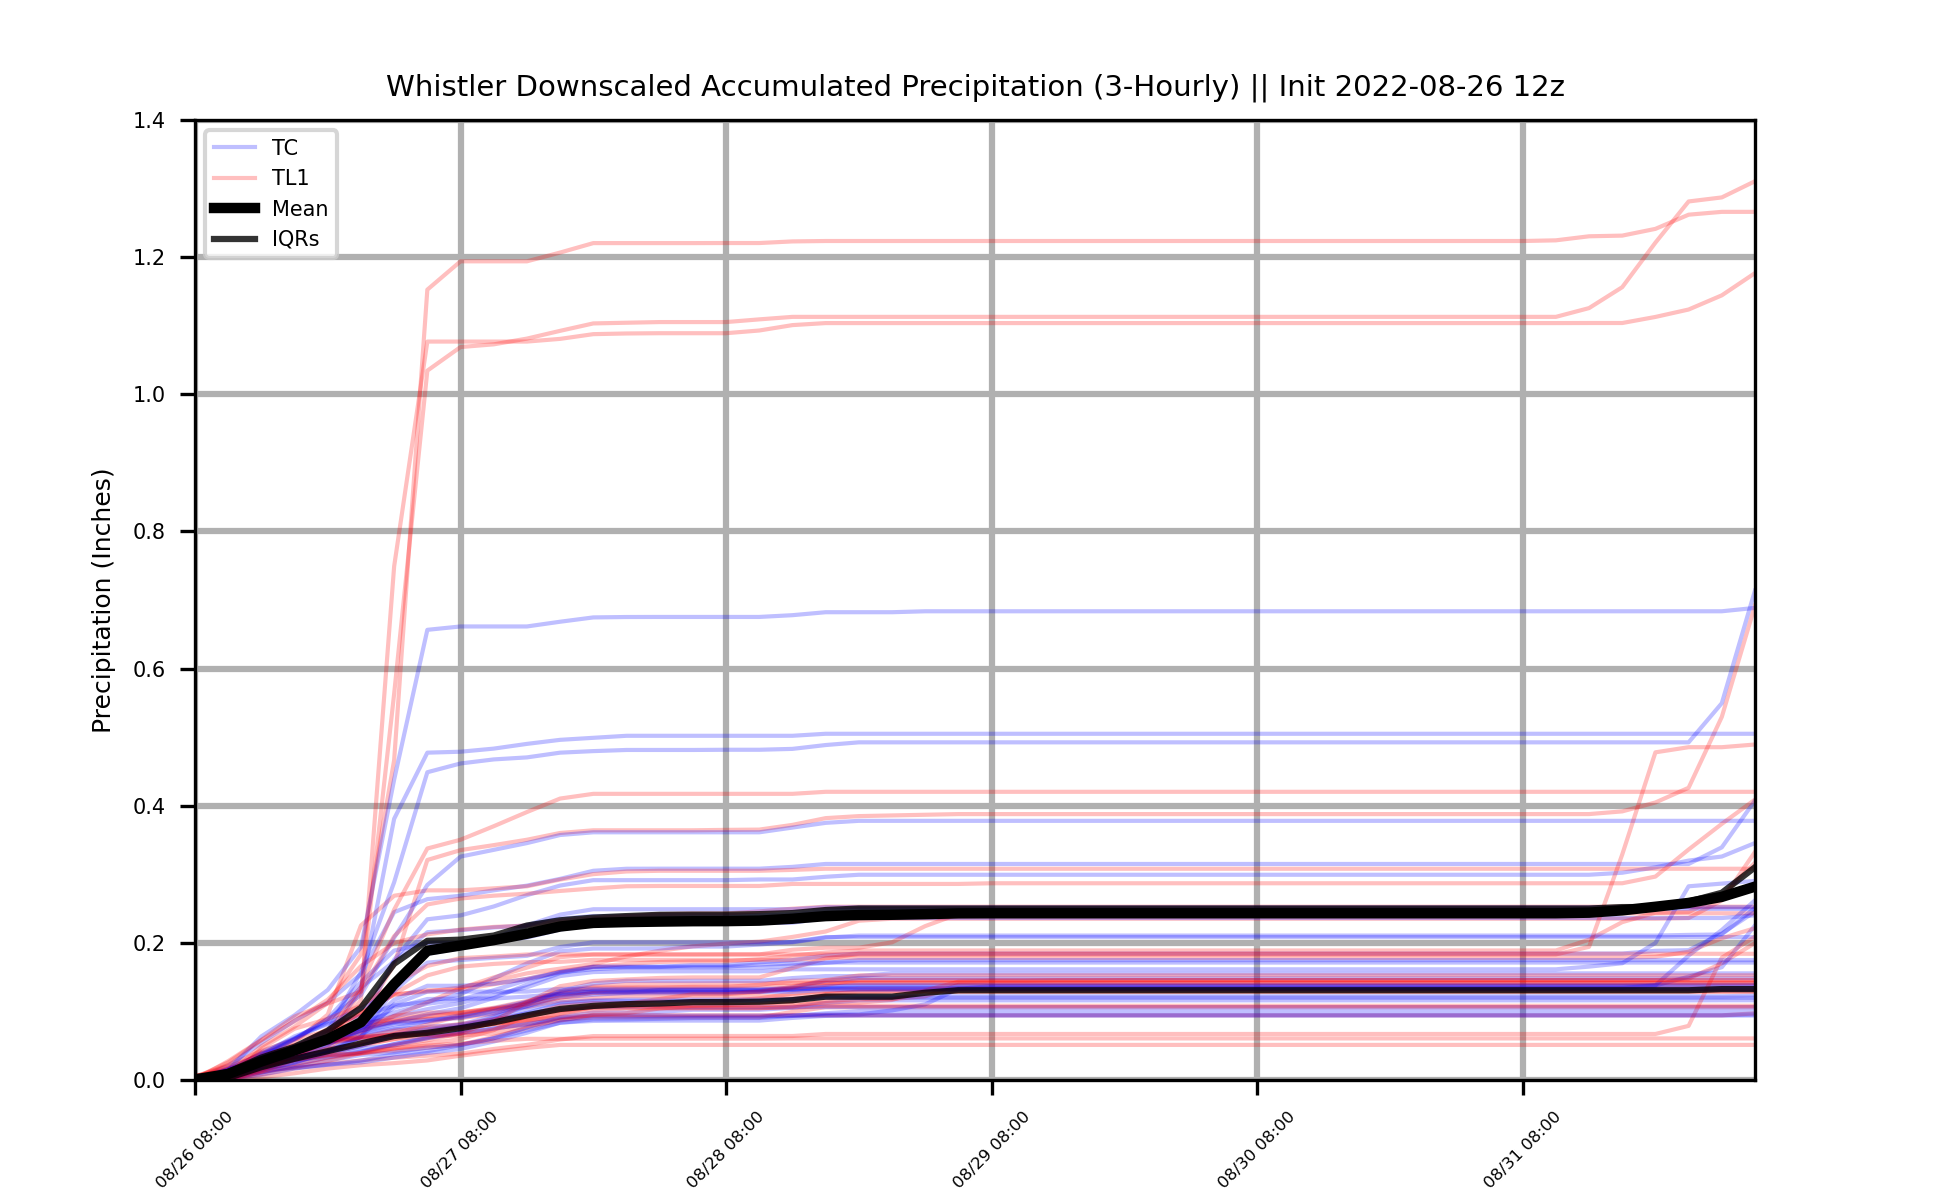 Whistler Downscaled Accumulated Precipitation (3-Hourly) || Init 2022-08-26 12z
TC
TL1
Mean
IQRs
Precipitation (Inches)
1.4
1.2
1.0
0.8
0.6
0.4
0.2
0.0
08/26 08:00
08/27 08:00
08/28 08:00
08/29 08:00
08/30 08:00
08/31 08:00